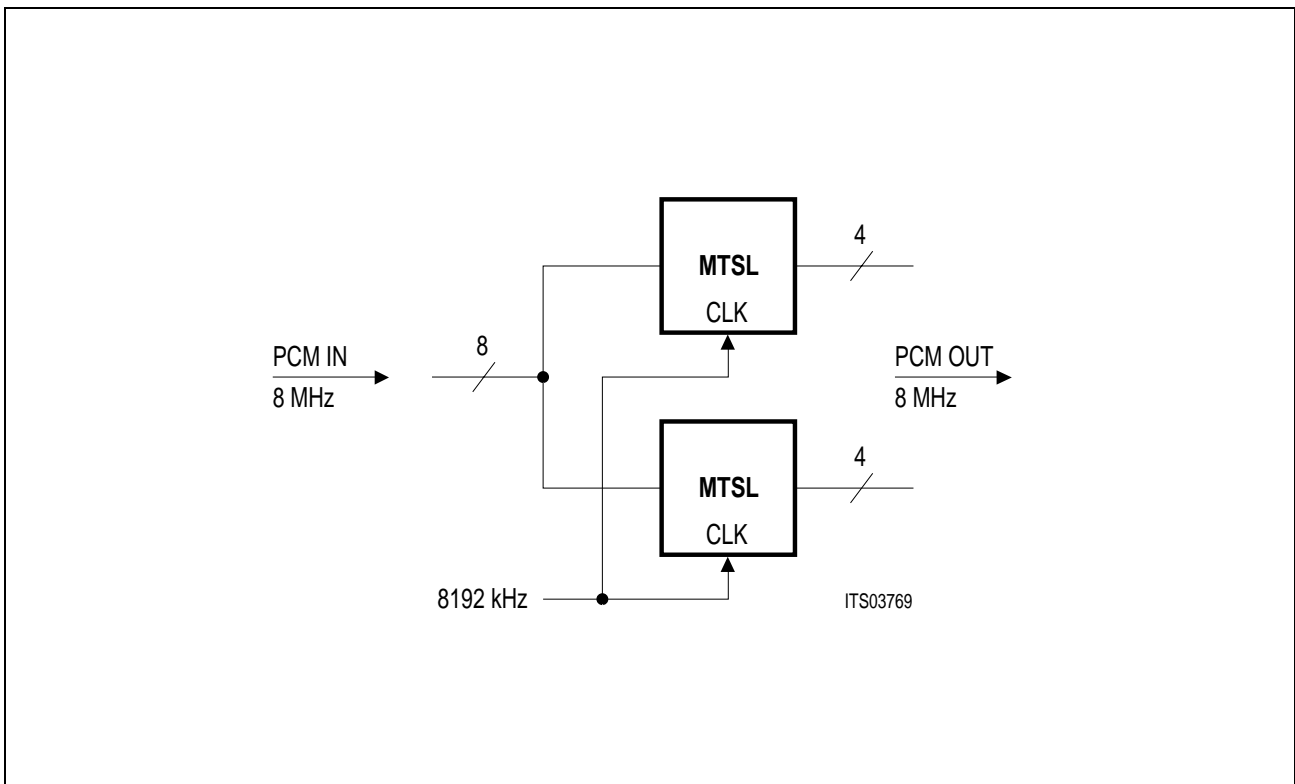 4
MTSL
CLK
8
PCM IN
8 MHz
PCM OUT
8 MHz
4
MTSL
CLK
8192 kHz
ITS03769